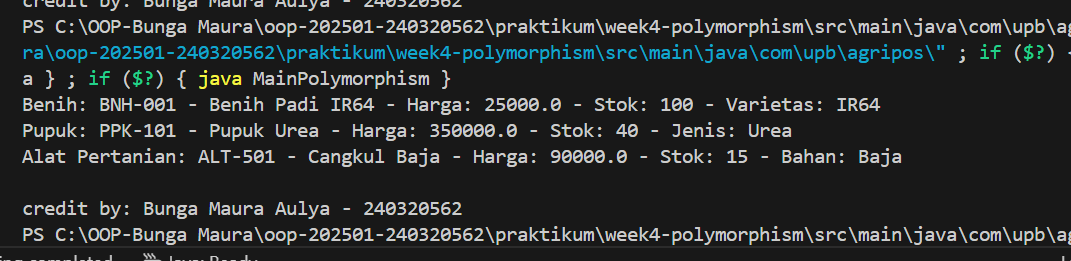 credit by: Bunga Maura Aulya - 240320562
PS C:\OOP-Bunga Maura\oop-202501-240320562\praktikum\week4-polymorphism\src\main\java\com\upb\ag
ra\oop-202501-240320562\praktikum\week4-polymorphism\src\main\java\com\upb\agripos\" ; if ($?) {
a } ; if ($?) { java MainPolymorphism }
Benih: BNH-001 - Benih Padi IR64 - Harga: 25000.0 - Stok: 100 - Varietas: IR64
Pupuk: PPK-101 - Pupuk Urea - Harga: 350000.0 - Stok: 40 - Jenis: Urea
Alat Pertanian: ALT-501 - Cangkul Baja - Harga: 90000.0 - Stok: 15 - Bahan: Baja
credit by: Bunga Maura Aulya - 240320562
PS C:\OOP-Bunga Maura\oop-202501-240320562\praktikum\week4-polymorphism\src\main\java\com\upb\ag
Java: Ready